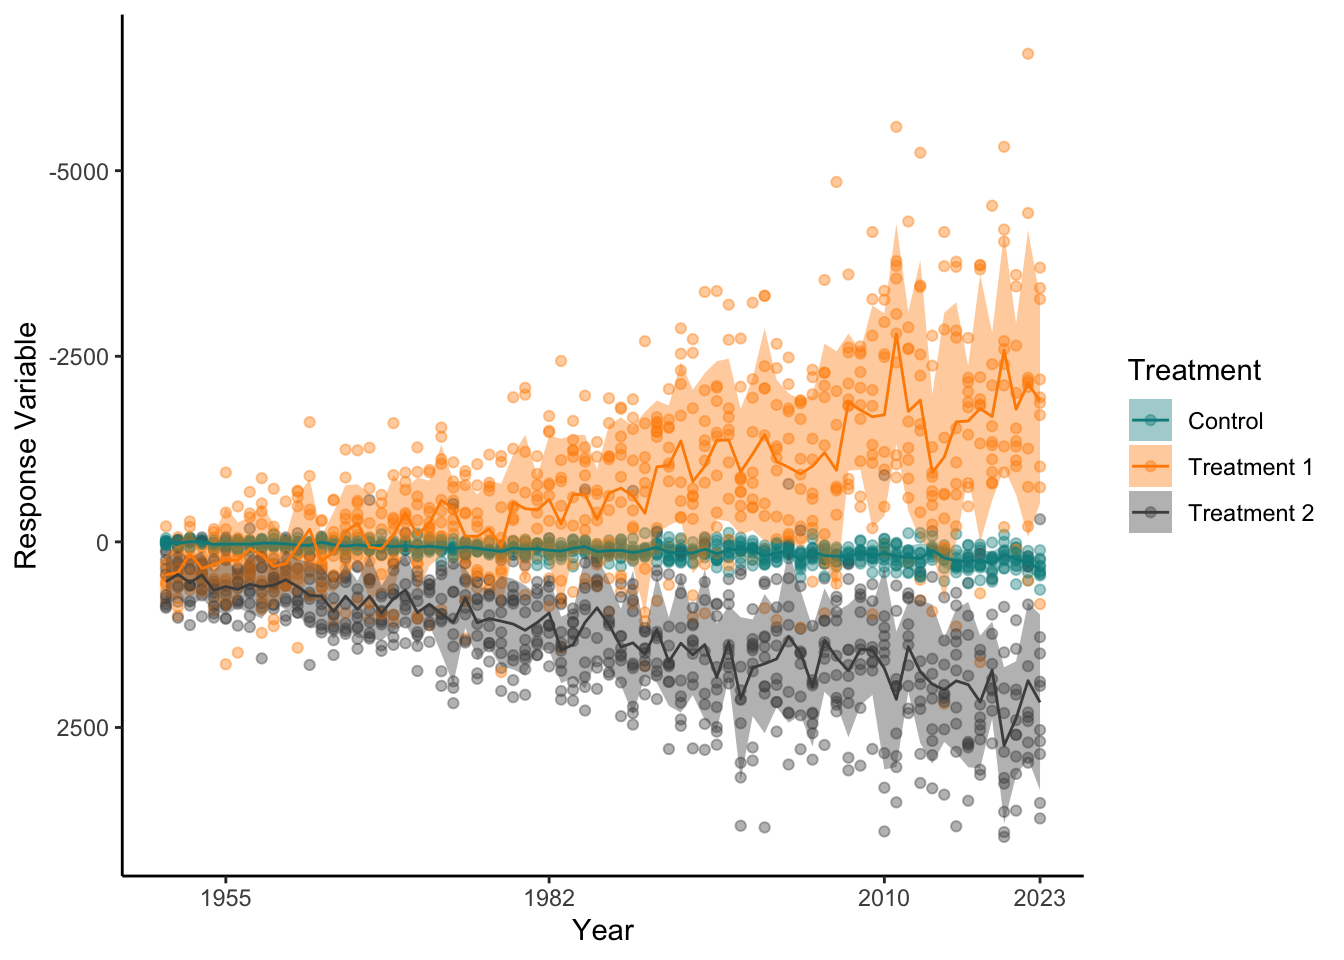 Response Variable
-5000
-2500
0
2500
1955
1982
2010
2023
Year
Treatment
Control
Treatment 1
Treatment 2